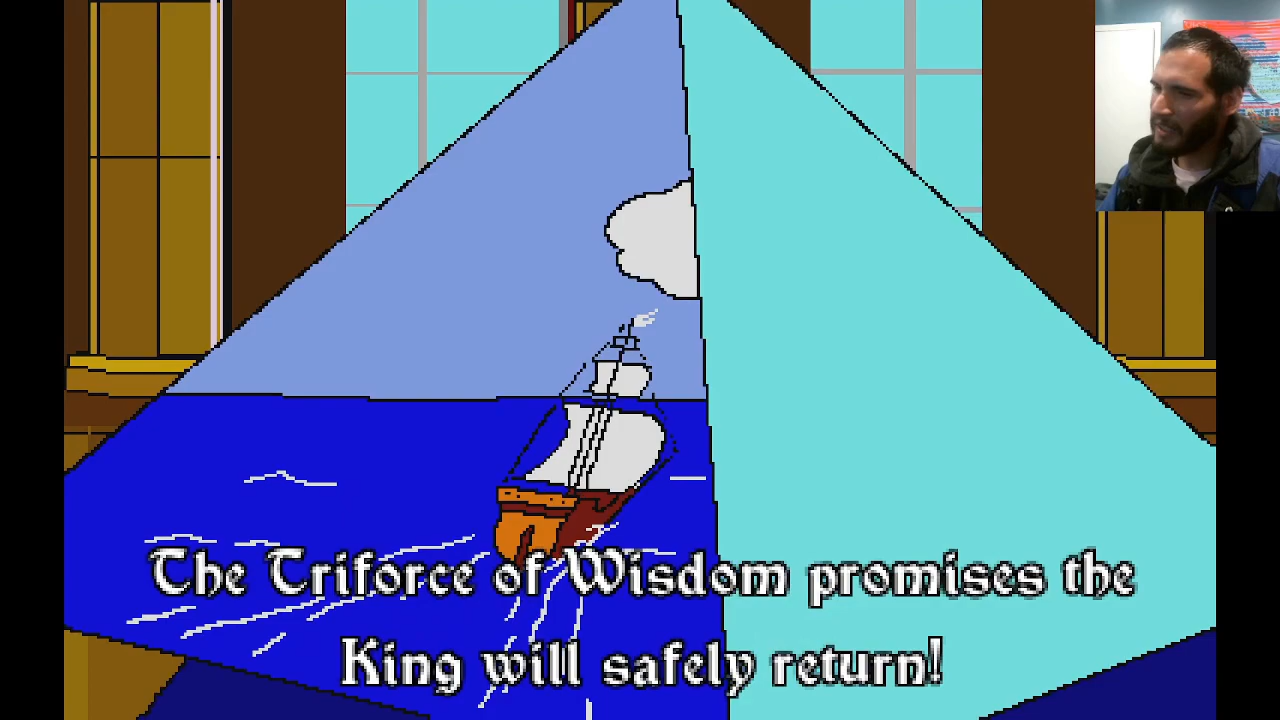 The Triforce of Wisdom promises the
King will safely return!